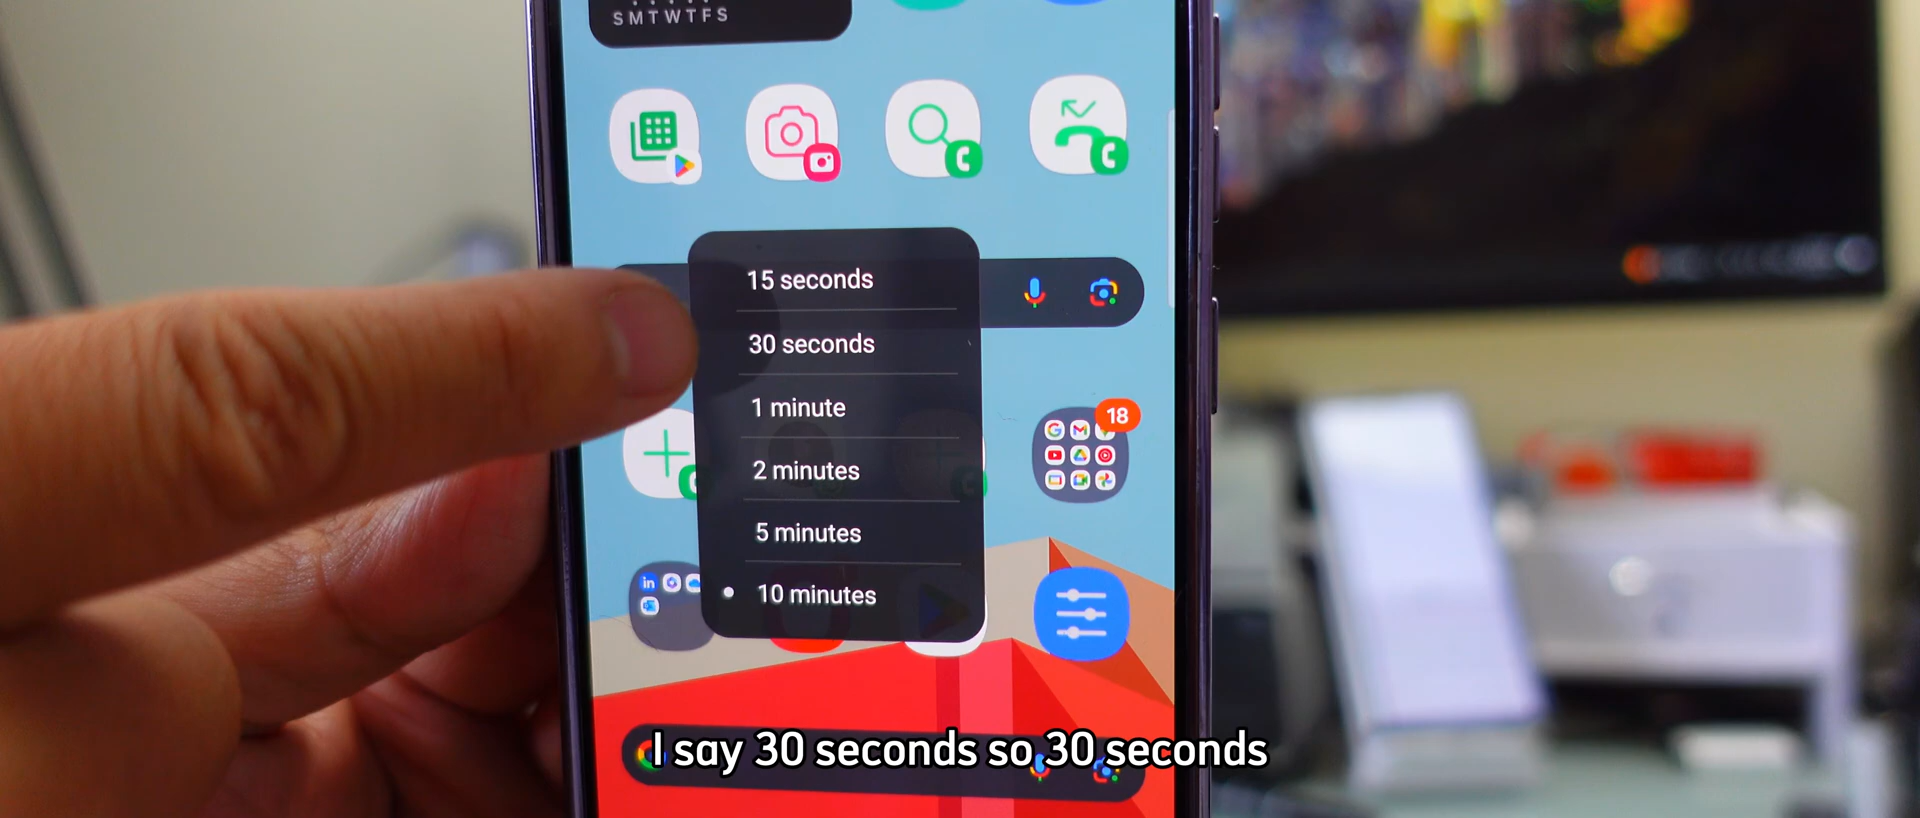 S M T W T F S
15 seconds
30 seconds
1 minute
18
2 minutes
5 minutes
in
10 minutes
I say 30 seconds so 30 seconds